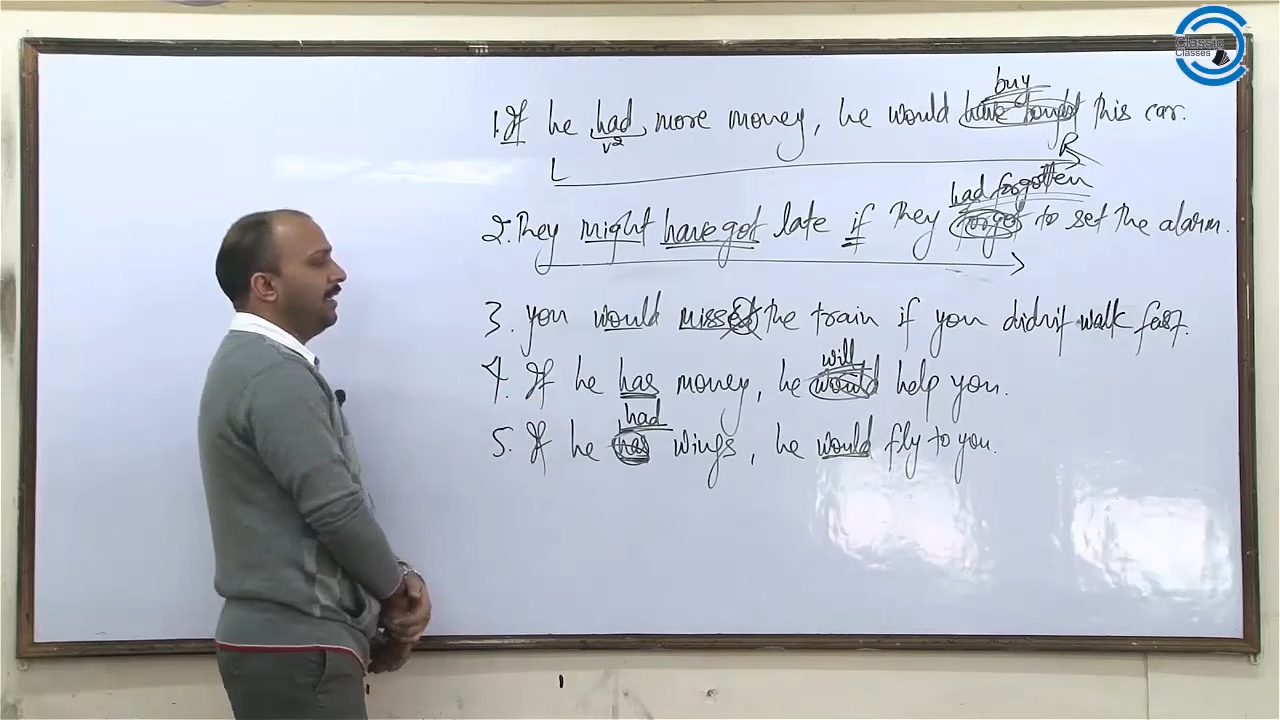 Classic
Classes
buy
1. If he had more money, he would have bought this car.
v2
L R
had forgotten
2. They might have got late if they forget to set the alarm.
3. you would missed the train if you didn't walk fast.
will
4. If he has money, he would help you.
had
5. If he has wings, he would fly to you.